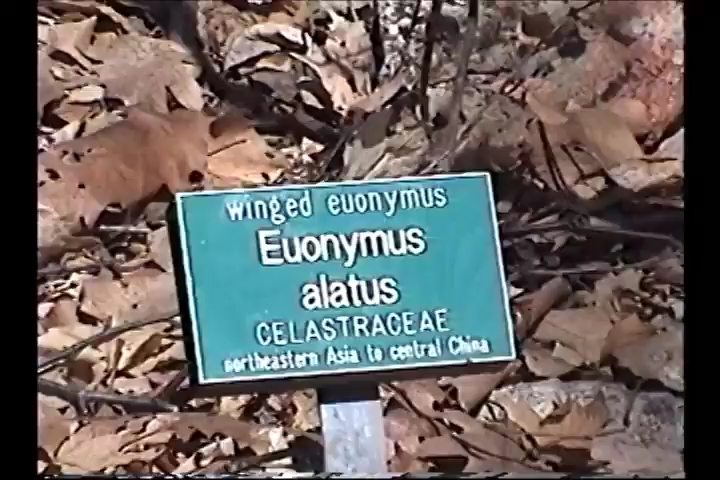 winged euonymus
Euonymus
alatus
CELASTRACEAE
northeastern Asia to central China